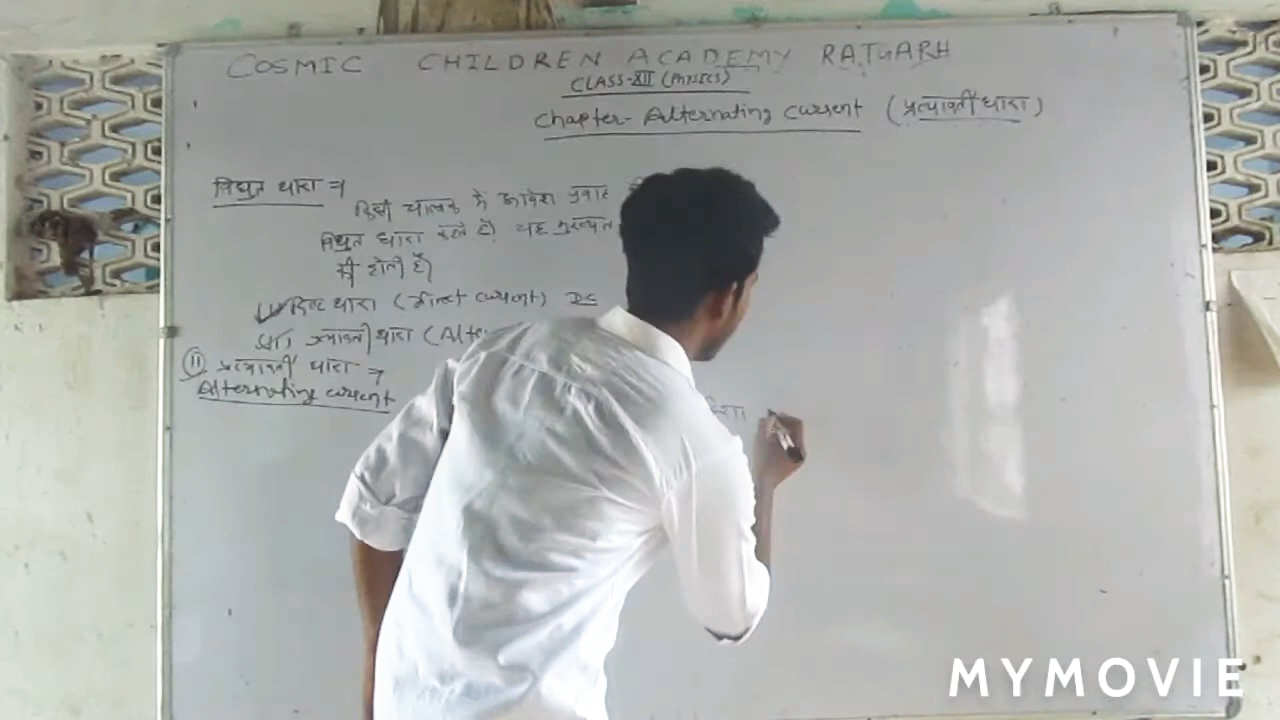 COSMIC CHILDREN ACADEMY RAJGARH
CLASS-XII (PHYSICS)
Chapter- Alternating current (प्रत्यावर्ती धारा)
विद्युत धारा ⇒
किसी चालक में आवेश प्रवाह
विद्युत धारा कहते हैं। यह मुख्यतः
की होती हैं
दिष्ट धारा (Direct current) DC
(ii) प्रत्यावर्ती धारा (Alte
(II) प्रत्यावर्ती धारा ⇒
Alternating current
दिशा
MYMOVIE